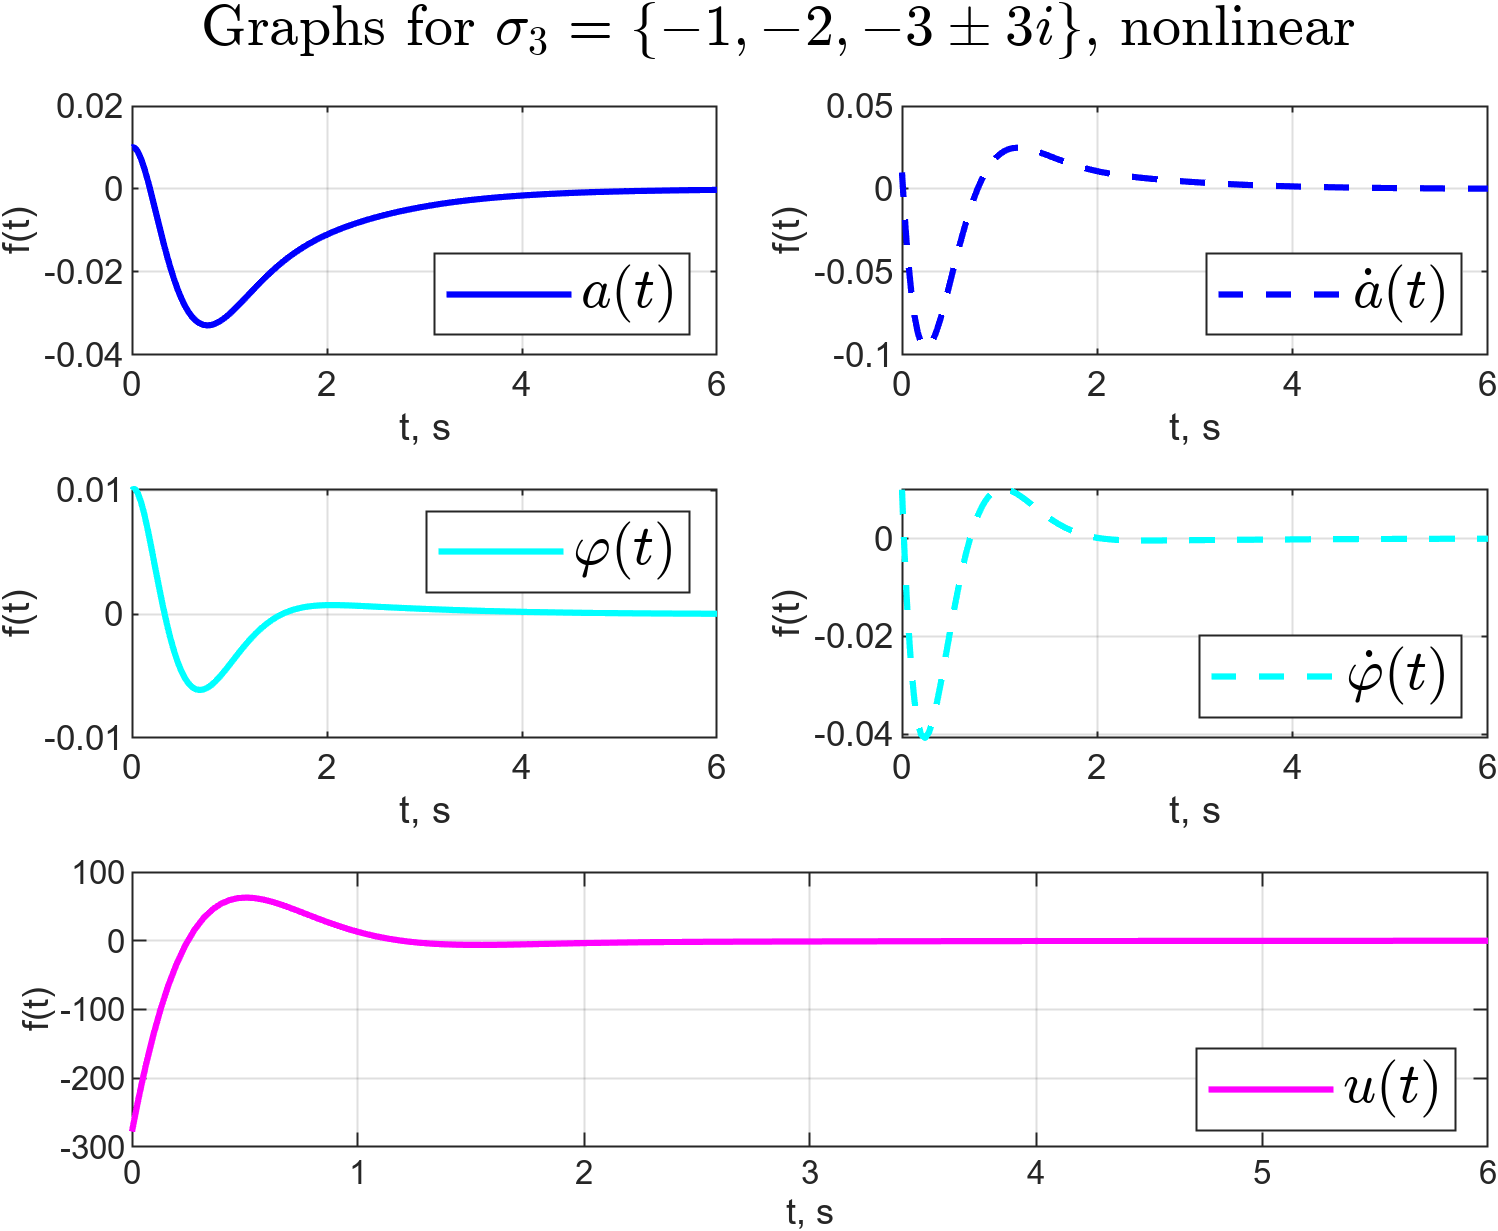 Graphs for σ₃ = {−1, −2, −3 ± 3i}, nonlinear
0.02
0
-0.02
-0.04
f(t)
0 2 4 6
t, s
a(t)
0.05
0
-0.05
-0.1
f(t)
0 2 4 6
t, s
ȧ(t)
0.01
0
-0.01
f(t)
0 2 4 6
t, s
φ(t)
0
-0.02
-0.04
f(t)
0 2 4 6
t, s
φ̇(t)
100
0
-100
-200
-300
f(t)
0 1 2 3 4 5 6
t, s
u(t)